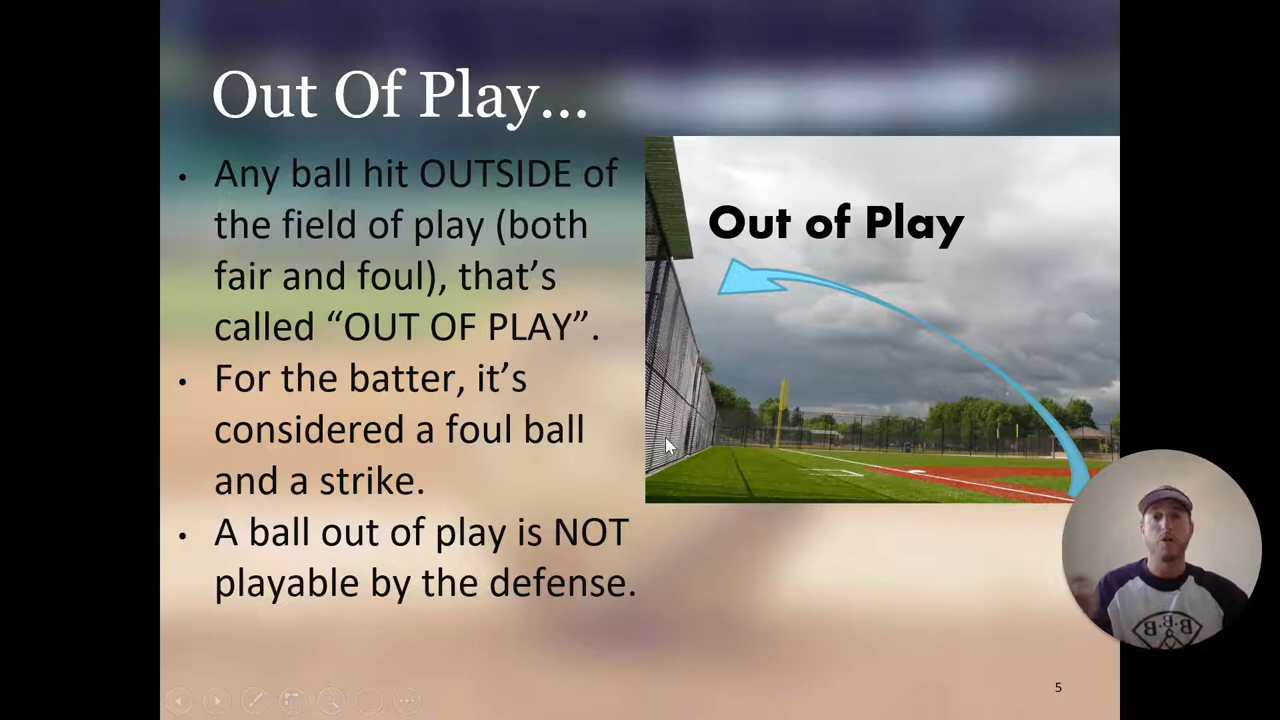 Out Of Play...
• Any ball hit OUTSIDE of
the field of play (both
fair and foul), that’s
called “OUT OF PLAY”.
• For the batter, it’s
considered a foul ball
and a strike.
• A ball out of play is NOT
playable by the defense.
Out of Play
5